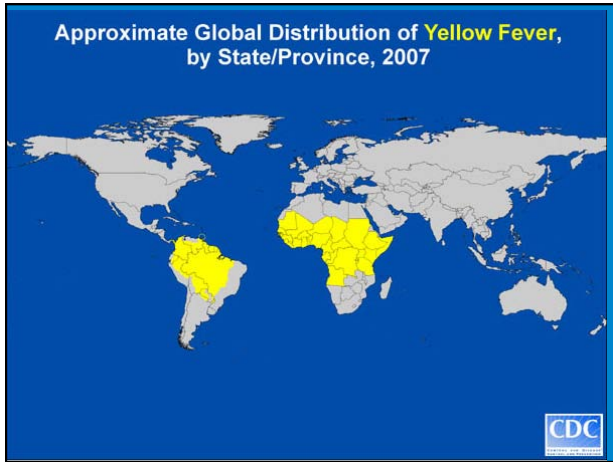 Approximate Global Distribution of Yellow Fever,
by State/Province, 2007
CDC